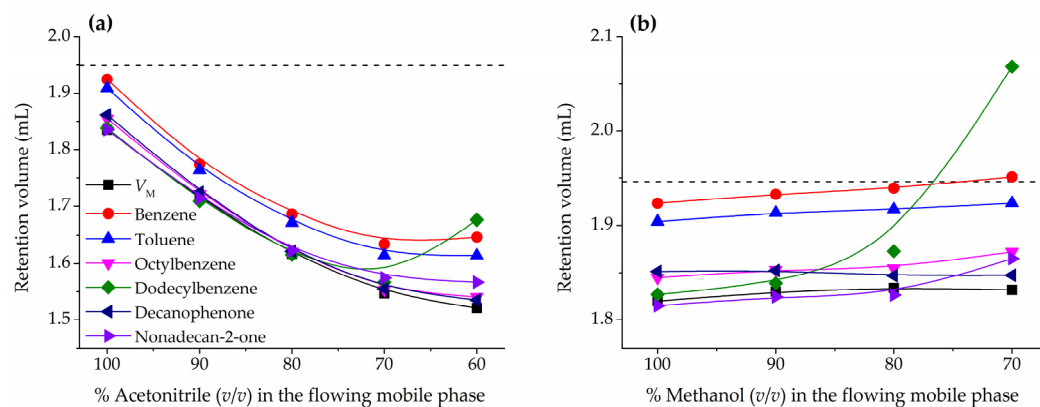 (a)
2.0
1.9
1.8
1.7
1.6
1.5
Retention volume (mL)
V_M
Benzene
Toluene
Octylbenzene
Dodecylbenzene
Decanophenone
Nonadecan-2-one
100 90 80 70 60
% Acetonitrile (v/v) in the flowing mobile phase
(b)
2.1
2.0
1.9
1.8
Retention volume (mL)
100 90 80 70
% Methanol (v/v) in the flowing mobile phase